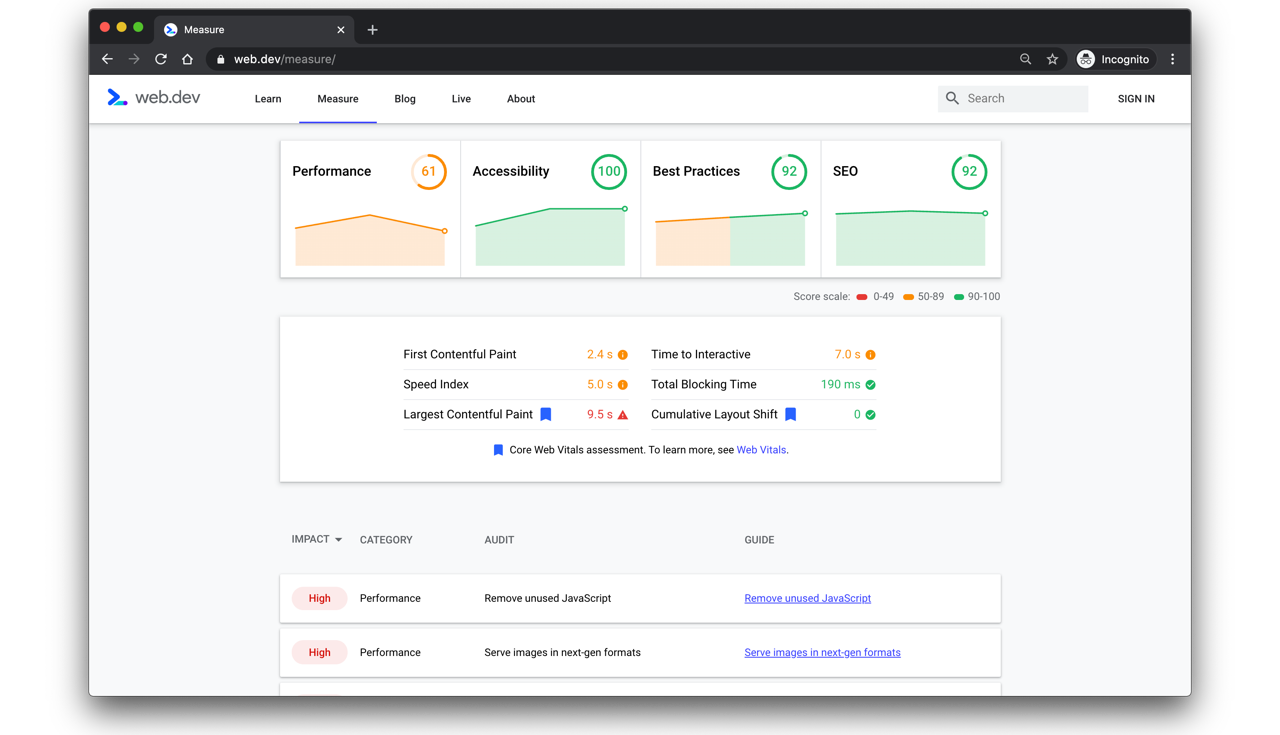 Measure
web.dev/measure/
Incognito
web.dev
Learn
Measure
Blog
Live
About
Search
SIGN IN
Performance
61
Accessibility
100
Best Practices
92
SEO
92
Score scale: 0-49 50-89 90-100
First Contentful Paint 2.4 s
Time to Interactive 7.0 s
Speed Index 5.0 s
Total Blocking Time 190 ms
Largest Contentful Paint 9.5 s
Cumulative Layout Shift 0
Core Web Vitals assessment. To learn more, see Web Vitals.
IMPACT CATEGORY AUDIT GUIDE
High Performance Remove unused JavaScript Remove unused JavaScript
High Performance Serve images in next-gen formats Serve images in next-gen formats